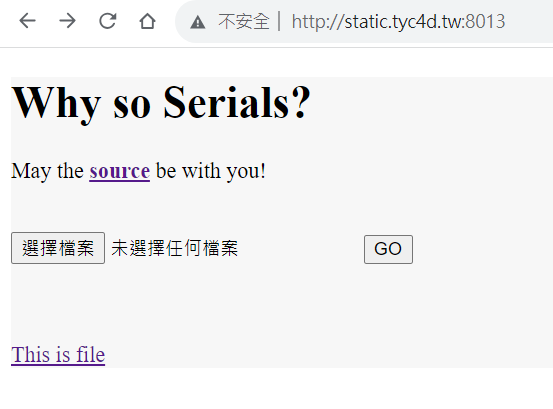 不安全 | http://static.tyc4d.tw:8013
Why so Serials?
May the source be with you!
選擇檔案 未選擇任何檔案 GO
This is file